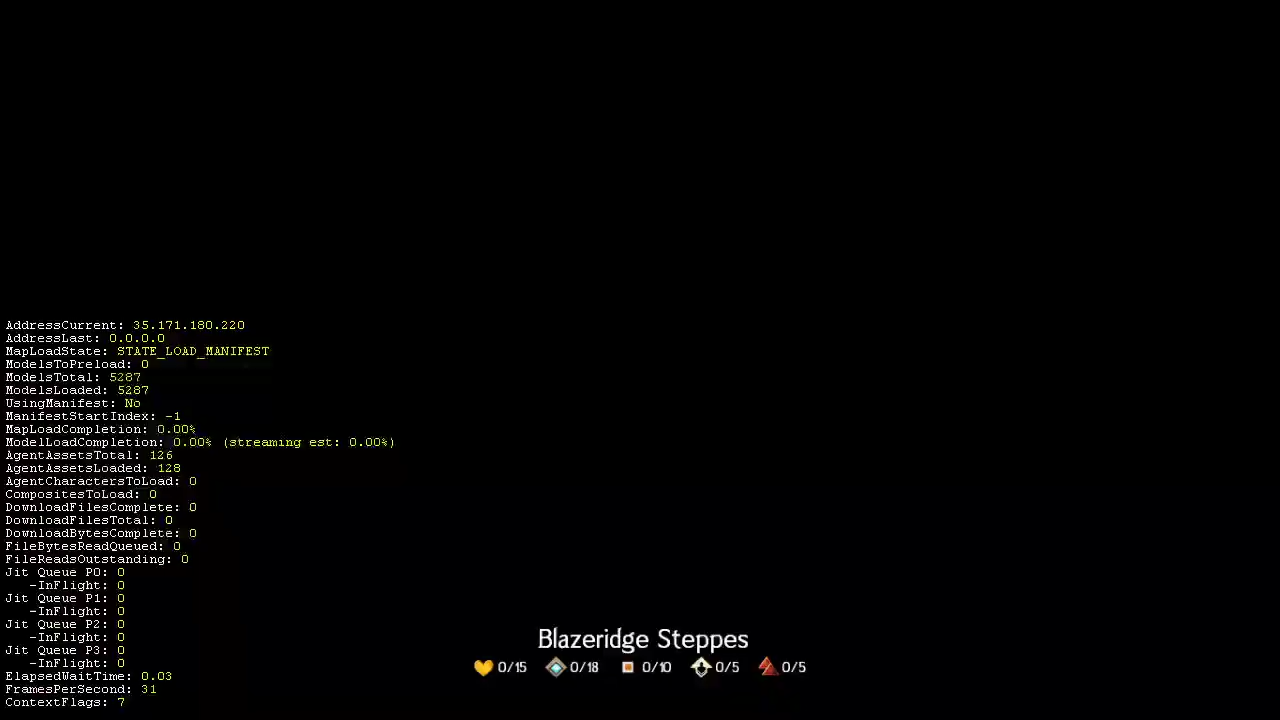 AddressCurrent: 35.171.180.220
AddressLast: 0.0.0.0
MapLoadState: STATE_LOAD_MANIFEST
ModelsToPreload: 0
ModelsTotal: 5287
ModelsLoaded: 5287
UsingManifest: No
ManifestStartIndex: -1
MapLoadCompletion: 0.00%
ModelLoadCompletion: 0.00% (streaming est: 0.00%)
AgentAssetsTotal: 126
AgentAssetsLoaded: 128
AgentCharactersToLoad: 0
CompositesToLoad: 0
DownloadFilesComplete: 0
DownloadFilesTotal: 0
DownloadBytesComplete: 0
FileBytesReadQueued: 0
FileReadsOutstanding: 0
Jit Queue P0: 0
-InFlight: 0
Jit Queue P1: 0
-InFlight: 0
Jit Queue P2: 0
-InFlight: 0
Jit Queue P3: 0
-InFlight: 0
ElapsedWaitTime: 0.03
FramesPerSecond: 31
ContextFlags: 7
Blazeridge Steppes
0/15 0/18 0/10 0/5 0/5